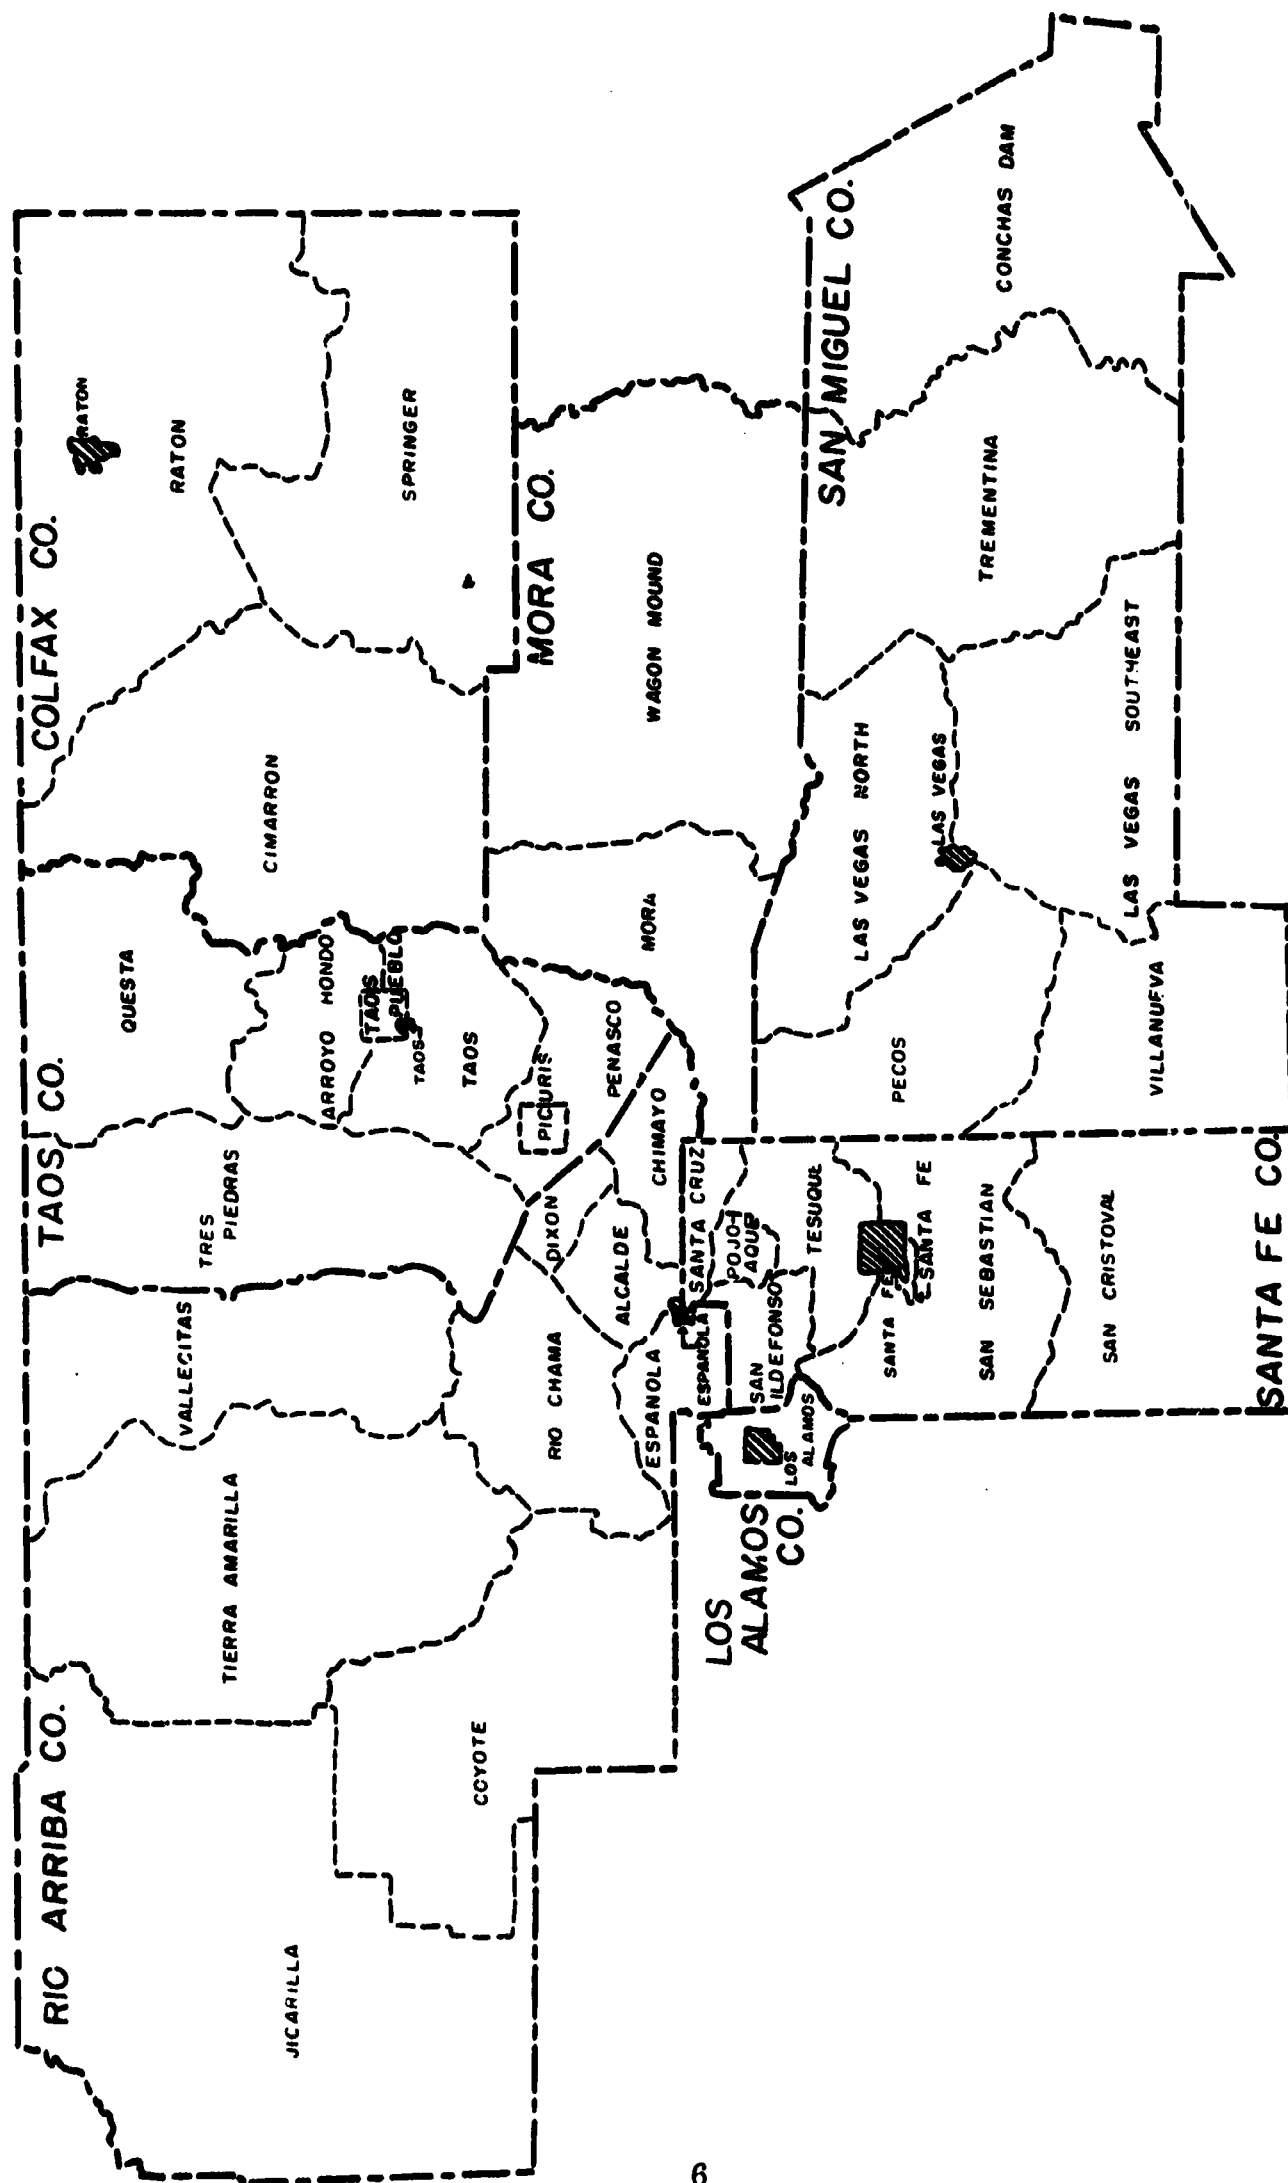 RIO ARRIBA CO.
TAOS CO.
COLFAX CO.
JICARILLA
TIERRA AMARILLA
VALLECITAS
TRES
PIEDRAS
QUESTA
CIMARRON
RATON
RATON
SPRINGER
ARROYO HONDO
TAOS
PUEBLO
TAOS
TAOS
COYOTE
RIO CHAMA
DIXON
PICURIS
PENASCO
MORA CO.
MORA
WAGON MOUND
ESPANOLA
ALCALDE
CHIMAYO
ESPANOLA
SANTA CRUZ
LOS
ALAMOS
CO.
LOS
ALAMOS
SAN
ILDEFONSO
POJO-
AQUE
TESUQUE
SAN MIGUEL CO.
LAS VEGAS NORTH
LAS VEGAS
PECOS
TREMENTINA
CONCHAS DAM
SANTA FE
SANTA FE
SANTA FE
SAN SEBASTIAN
SAN CRISTOVAL
VILLANUEVA
LAS VEGAS SOUTHEAST
SANTA FE CO.
6